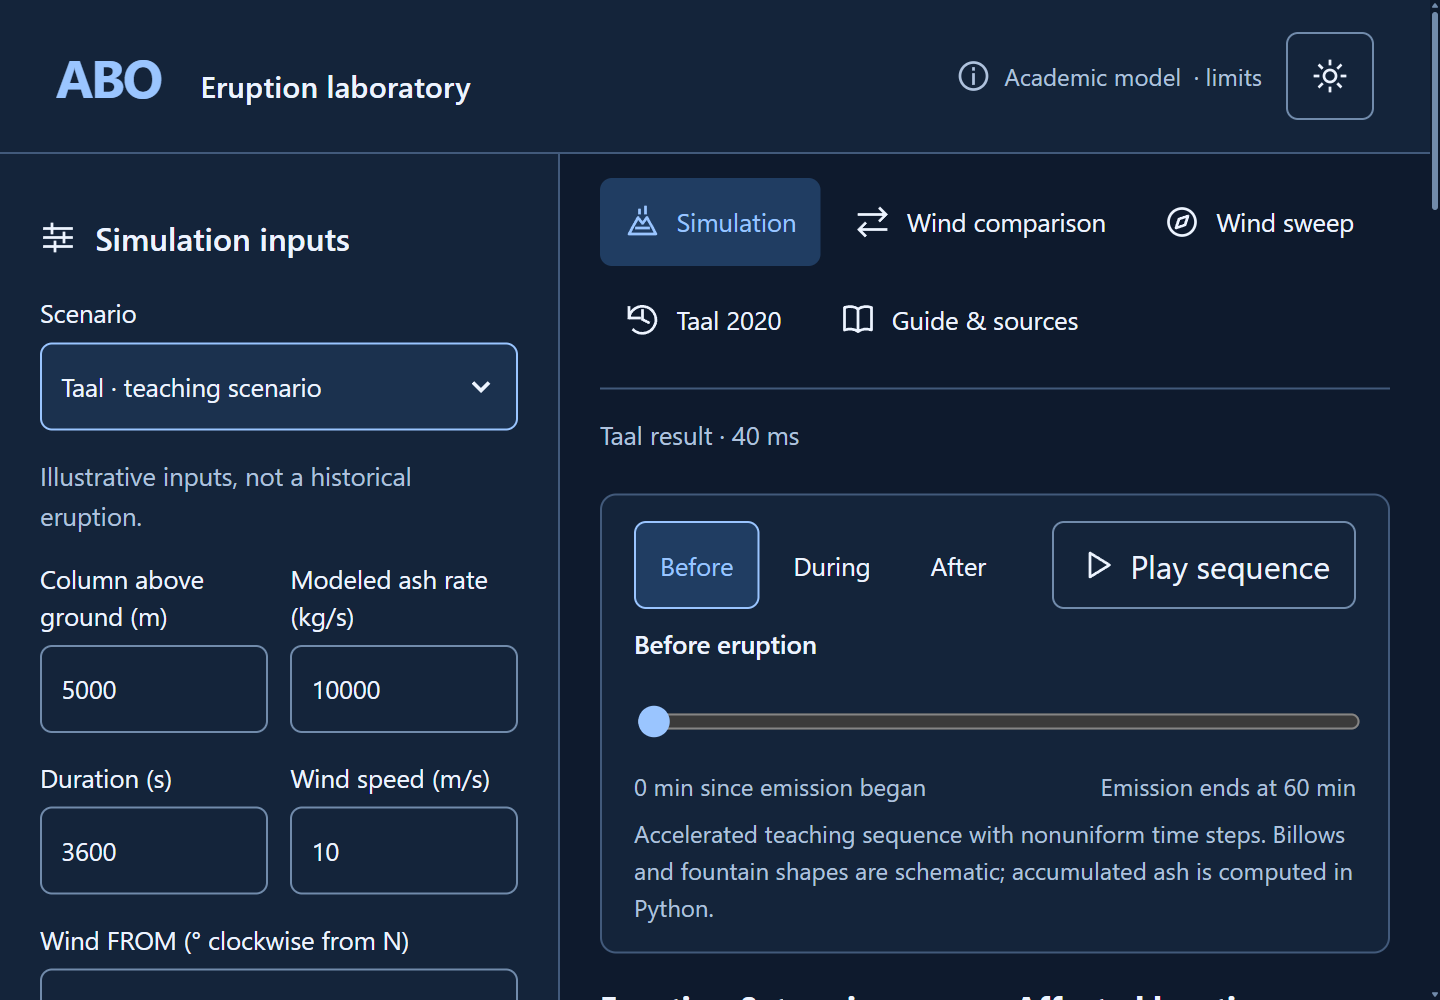 ABO
Eruption laboratory
Academic model · limits
Simulation inputs
Scenario
Taal · teaching scenario
Illustrative inputs, not a historical
eruption.
Column above
ground (m)
5000
Modeled ash rate
(kg/s)
10000
Duration (s)
3600
Wind speed (m/s)
10
Wind FROM (° clockwise from N)
Simulation
Wind comparison
Wind sweep
Taal 2020
Guide & sources
Taal result · 40 ms
Before
During
After
Play sequence
Before eruption
0 min since emission began
Emission ends at 60 min
Accelerated teaching sequence with nonuniform time steps. Billows
and fountain shapes are schematic; accumulated ash is computed in
Python.